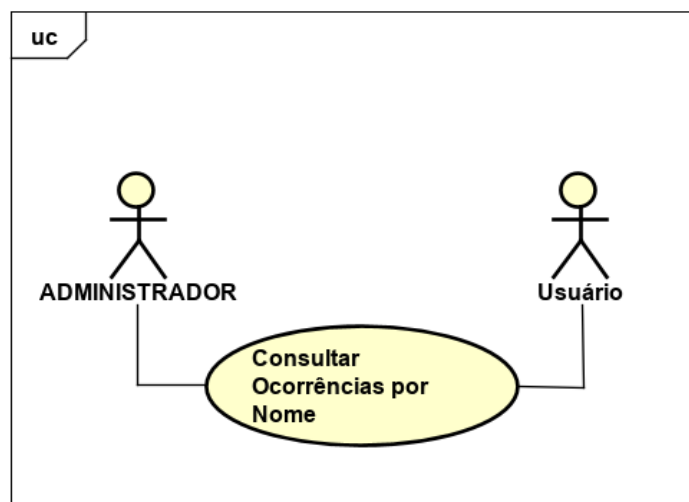 uc
ADMINISTRADOR
Usuário
Consultar
Ocorrências por
Nome